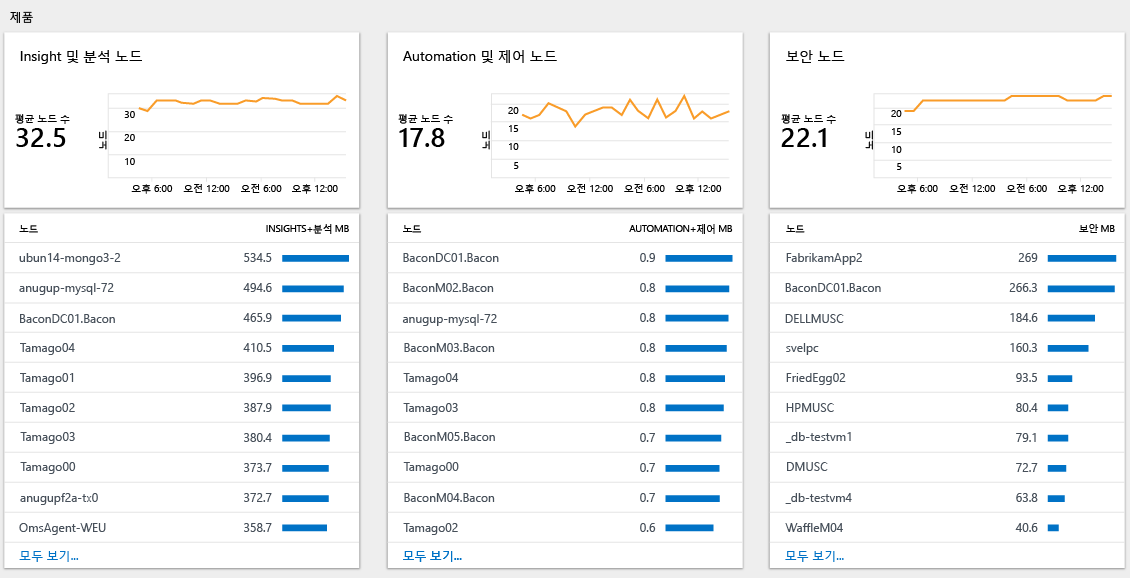 제품
Insight 및 분석 노드
평균 노드 수
32.5
30
20
10
오후 6:00 오전 12:00 오전 6:00 오후 12:00
노드 INSIGHTS+분석 MB
ubun14-mongo3-2 534.5
anugup-mysql-72 494.6
BaconDC01.Bacon 465.9
Tamago04 410.5
Tamago01 396.9
Tamago02 387.9
Tamago03 380.4
Tamago00 373.7
anugupf2a-tx0 372.7
OmsAgent-WEU 358.7
모두 보기...
Automation 및 제어 노드
평균 노드 수
17.8
20
15
10
5
오후 6:00 오전 12:00 오전 6:00 오후 12:00
노드 AUTOMATION+제어 MB
BaconDC01.Bacon 0.9
BaconM02.Bacon 0.8
anugup-mysql-72 0.8
BaconM03.Bacon 0.8
Tamago04 0.8
Tamago03 0.8
BaconM05.Bacon 0.7
Tamago00 0.7
BaconM04.Bacon 0.7
Tamago02 0.6
모두 보기...
보안 노드
평균 노드 수
22.1
20
15
10
5
오후 6:00 오전 12:00 오전 6:00 오후 12:00
노드 보안 MB
FabrikamApp2 269
BaconDC01.Bacon 266.3
DELLMUSC 184.6
svelpc 160.3
FriedEgg02 93.5
HPMUSC 80.4
_db-testvm1 79.1
DMUSC 72.7
_db-testvm4 63.8
WaffleM04 40.6
모두 보기...